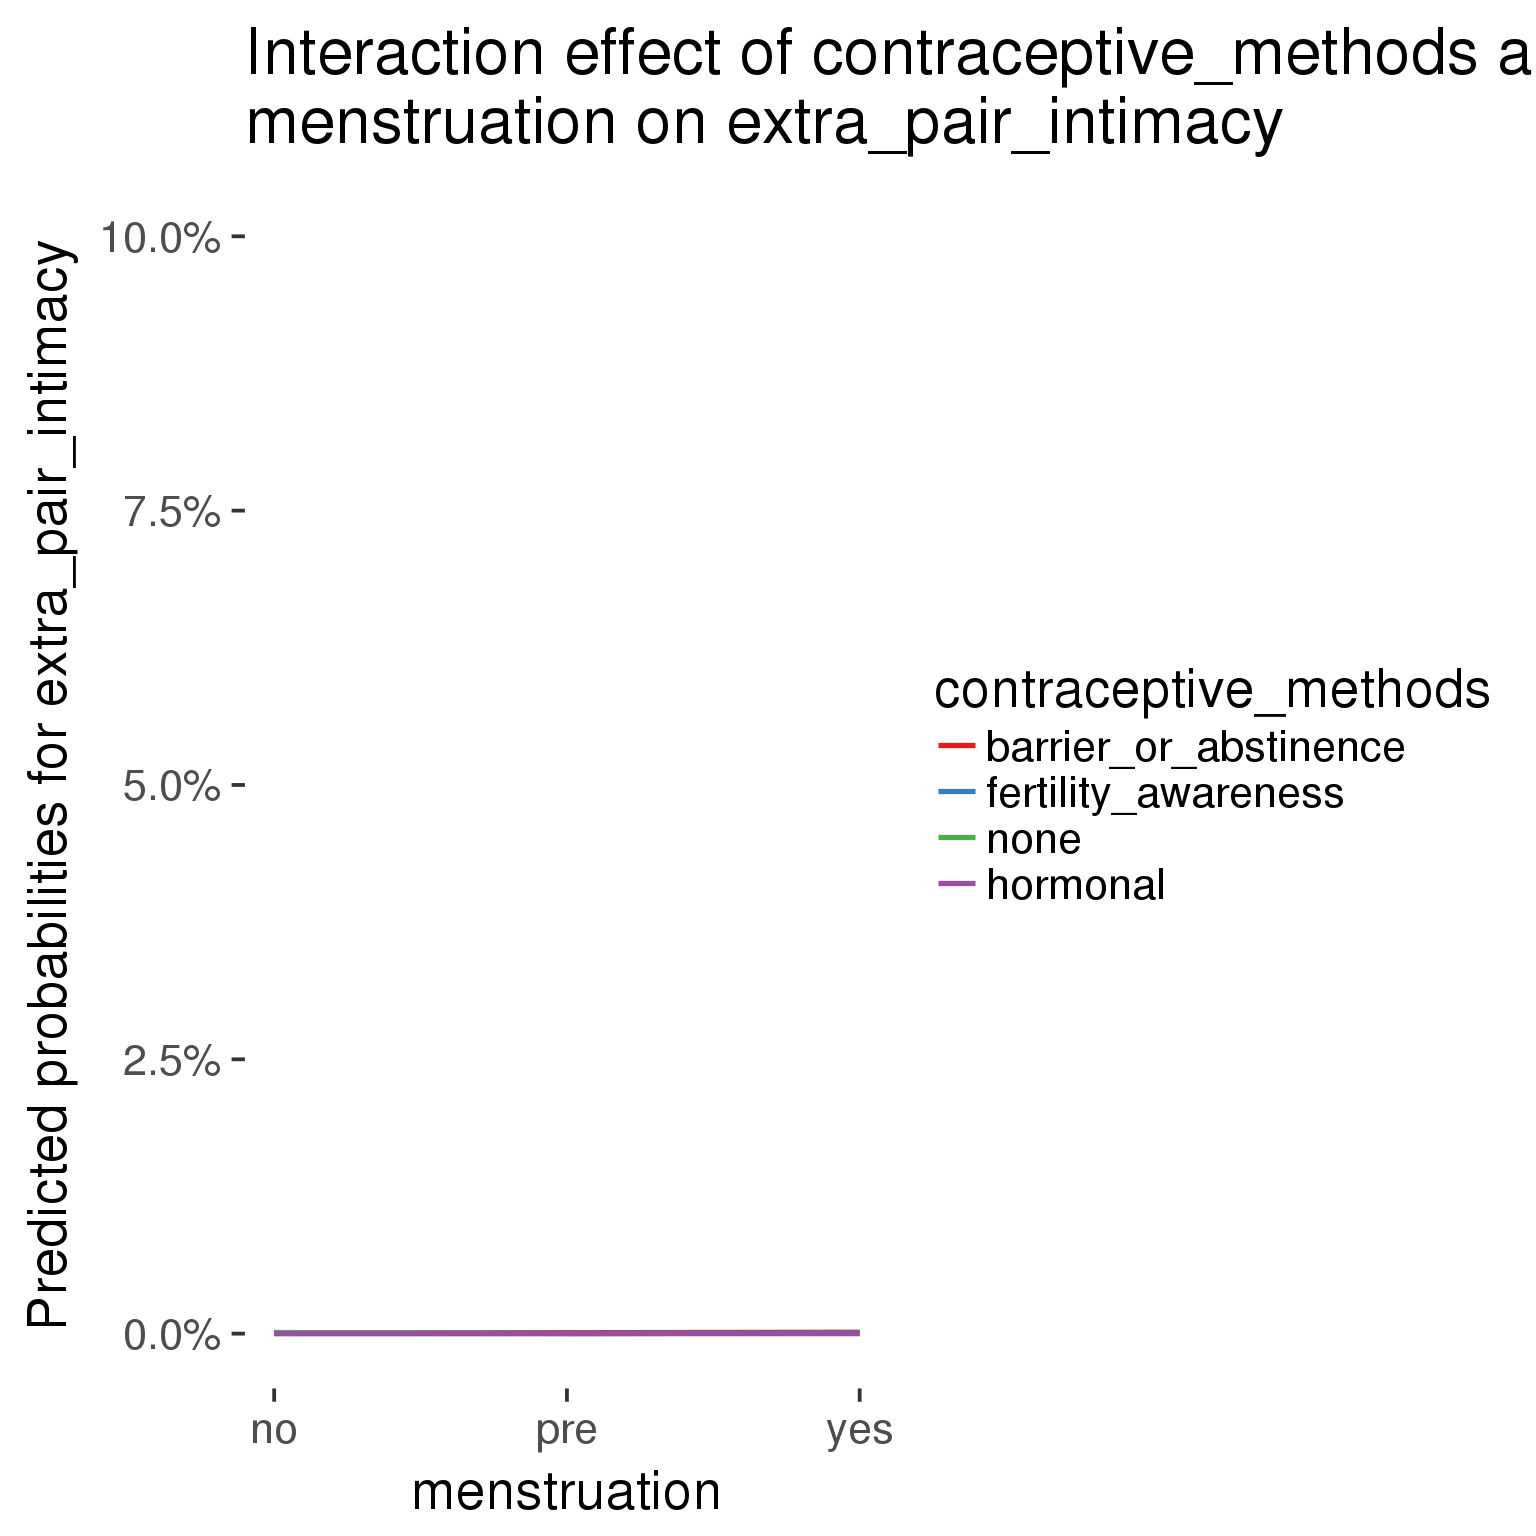 Interaction effect of contraceptive_methods a
menstruation on extra_pair_intimacy
Predicted probabilities for extra_pair_intimacy
10.0%
7.5%
5.0%
2.5%
0.0%
no
pre
yes
menstruation
contraceptive_methods
barrier_or_abstinence
fertility_awareness
none
hormonal